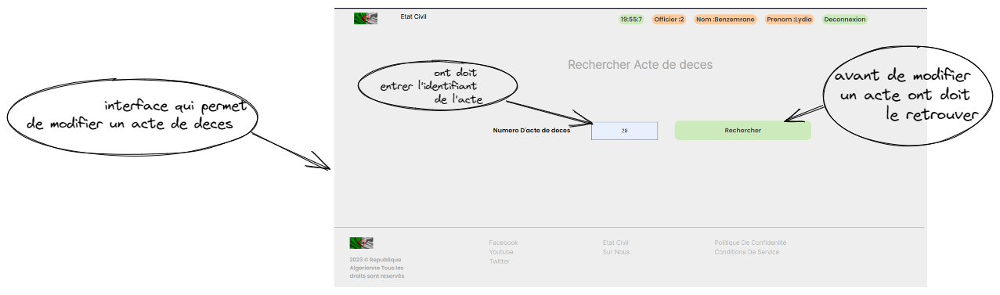 Etat Civil
19:55:7
Officier :2
Nom :Benzemrane
Prenom :Lydia
Deconnexion
Rechercher Acte de deces
interface qui permet
de modifier un acte de deces
ont doit
entrer l'identifiant
de l'acte
avant de modifier
un acte ont doit
le retrouver
Numero D'acte de deces
29
Rechercher
2023 © Republique
Algerienne Tous les
droits sont reservés
Facebook
Youtube
Twitter
Etat Civil
Sur Nous
Politique De Confidenlité
Conditions De Service